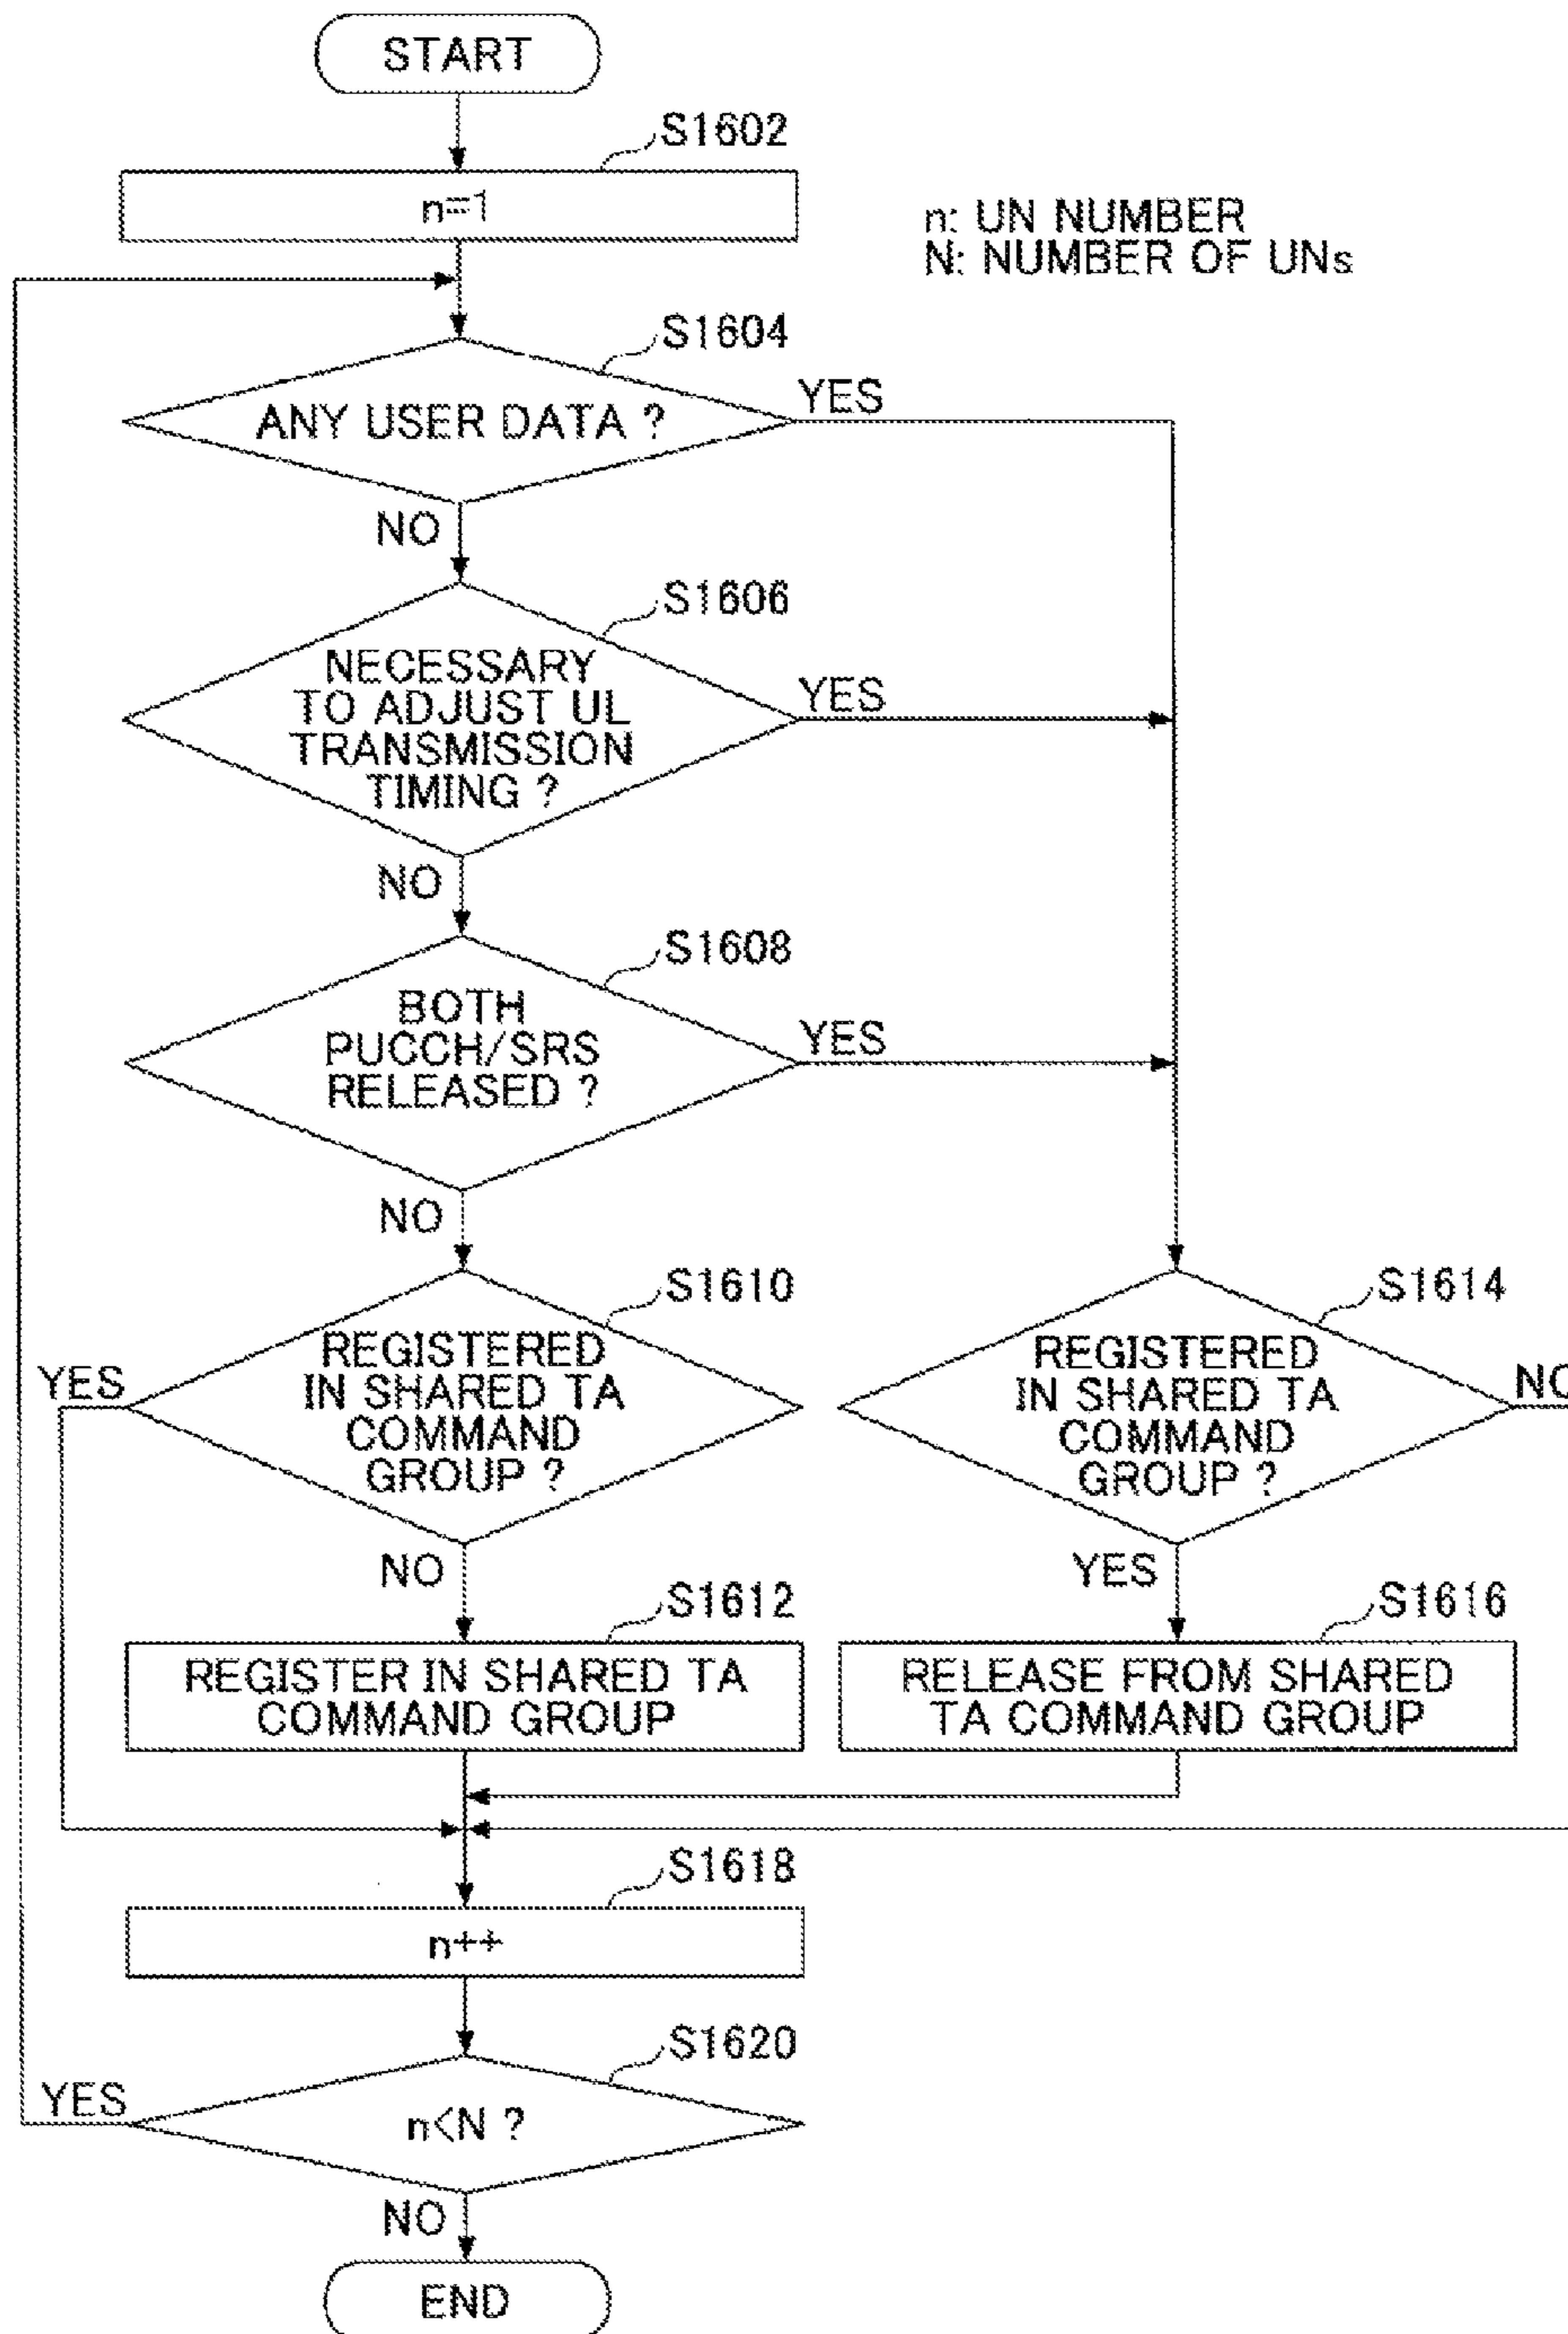 START
S1602
n=1
n: UN NUMBER
N: NUMBER OF UNs
S1604
ANY USER DATA ?
YES
NO
S1606
NECESSARY
TO ADJUST UL
TRANSMISSION
TIMING ?
YES
NO
S1608
BOTH
PUCCH/SRS
RELEASED ?
YES
NO
S1610
REGISTERED
IN SHARED TA
COMMAND
GROUP ?
YES
NO
S1614
REGISTERED
IN SHARED TA
COMMAND
GROUP ?
NO
YES
S1612
REGISTER IN SHARED TA
COMMAND GROUP
S1616
RELEASE FROM SHARED
TA COMMAND GROUP
S1618
n++
S1620
n<N ?
YES
NO
END